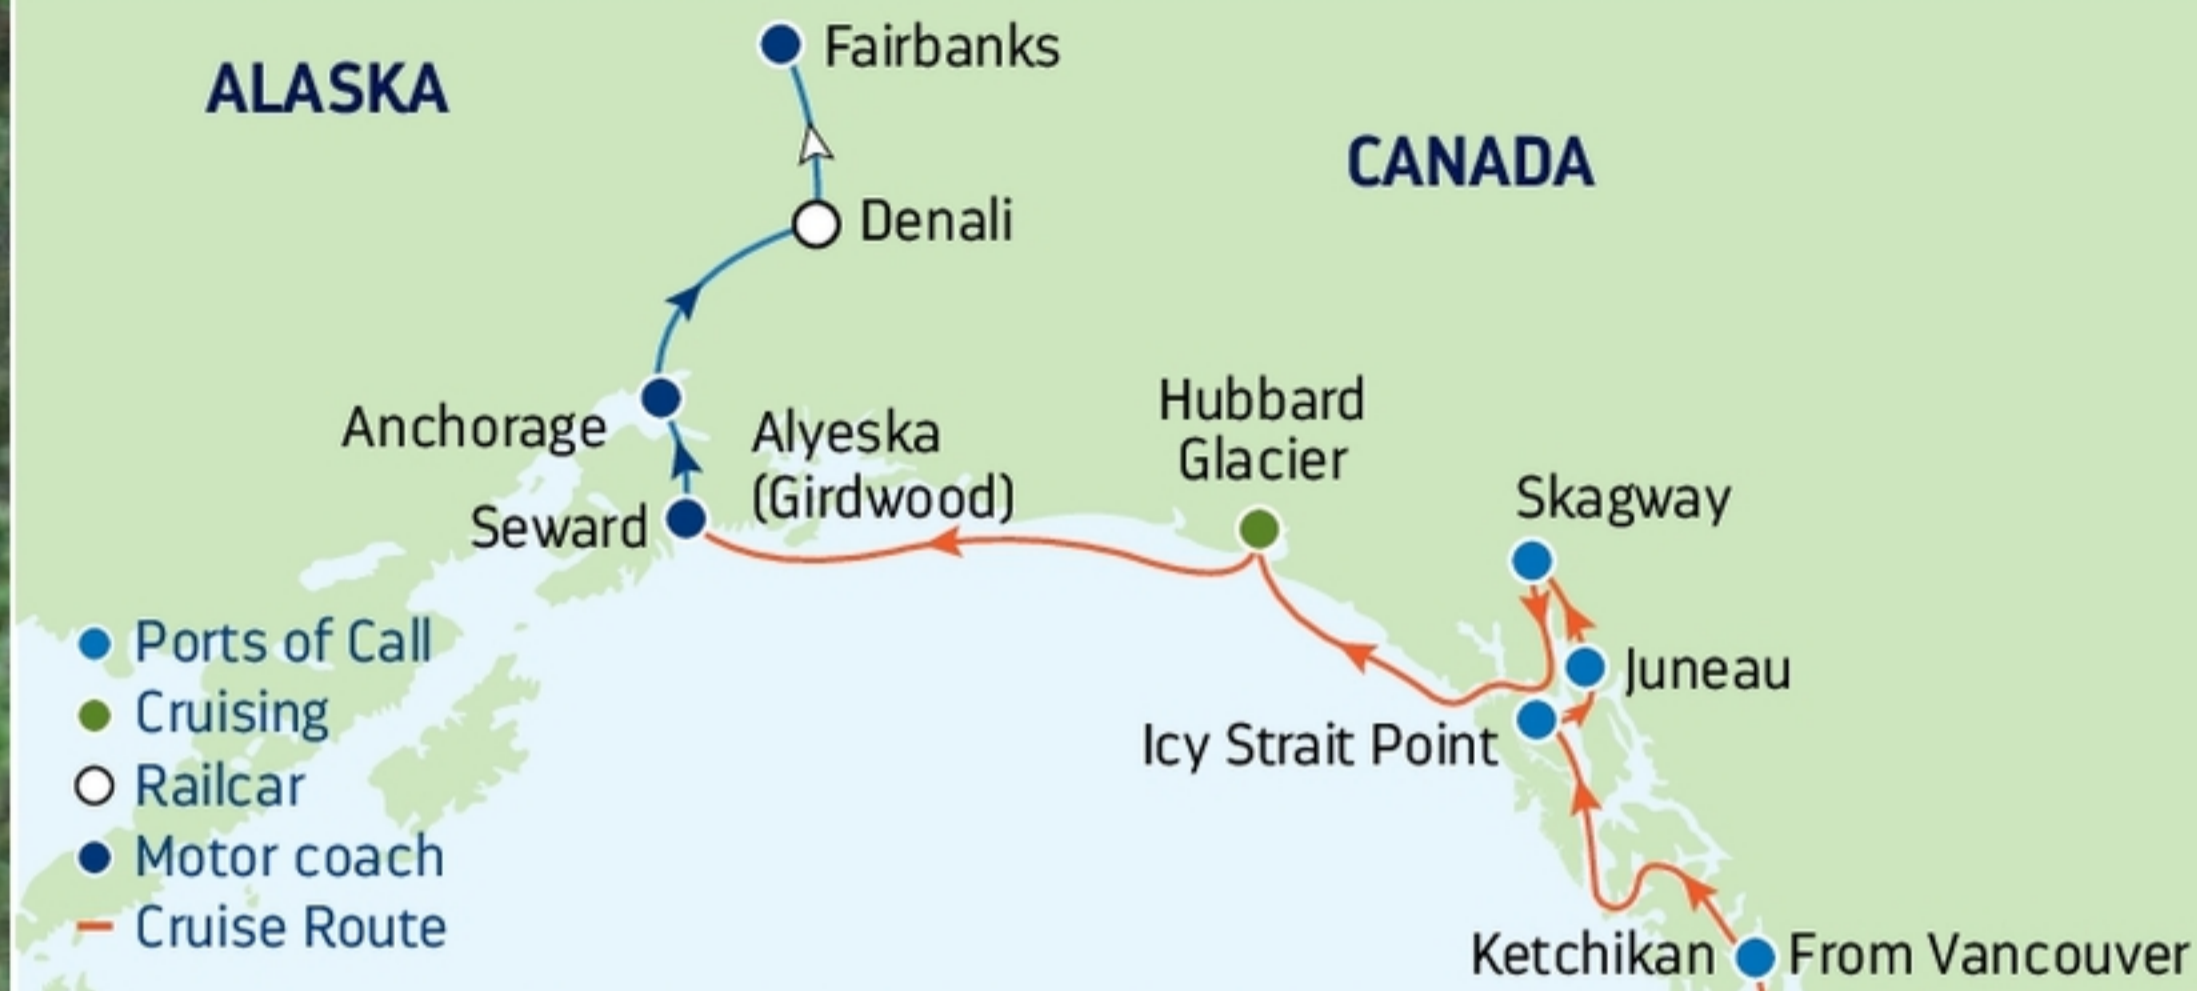 Fairbanks
ALASKA
CANADA
Denali
Anchorage
Alyeska
(Girdwood)
Hubbard
Glacier
Seward
Skagway
Juneau
Icy Strait Point
Ketchikan
From Vancouver
Ports of Call
Cruising
Railcar
Motor coach
Cruise Route